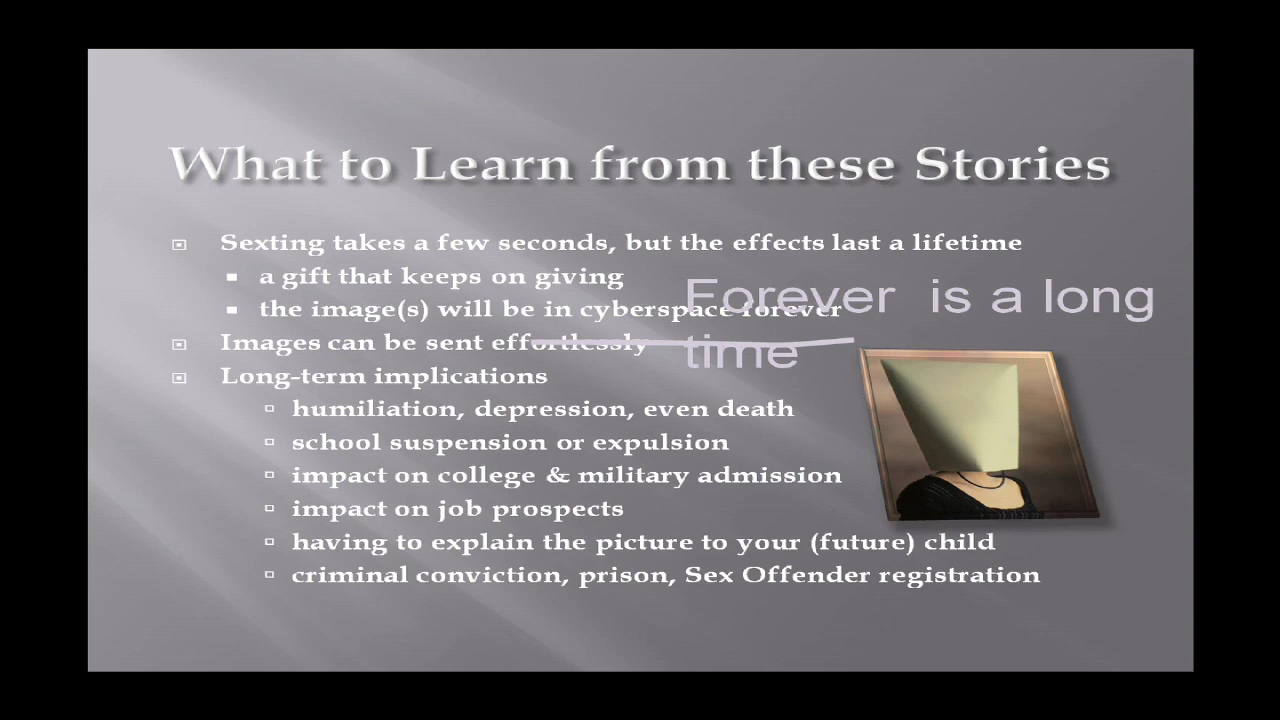 What to Learn from these Stories
Sexting takes a few seconds, but the effects last a lifetime
a gift that keeps on giving
the image(s) will be in cyberspace forever
Forever is a long
time
Images can be sent effortlessly
Long-term implications
humiliation, depression, even death
school suspension or expulsion
impact on college & military admission
impact on job prospects
having to explain the picture to your (future) child
criminal conviction, prison, Sex Offender registration